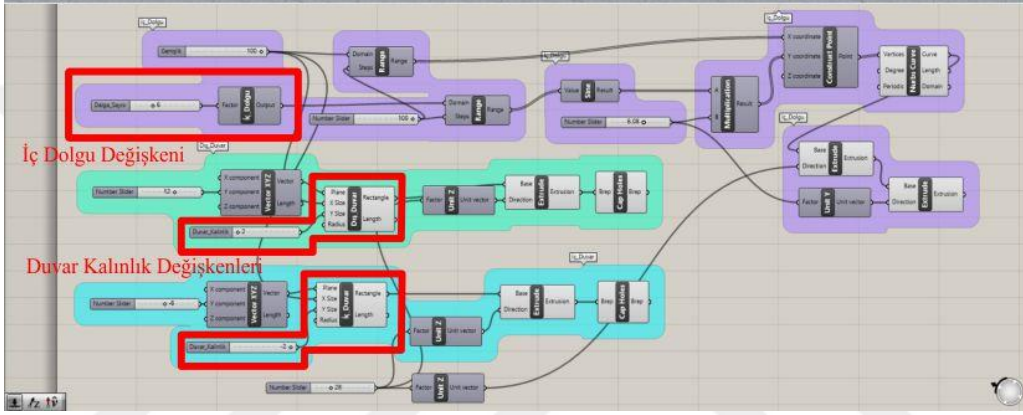 İç_Dolgu
İç_Dolgu
Genişlik
100
Domain
Steps
Range
Range
X coordinate
Y coordinate
Z coordinate
Construct Point
Point
Vertices
Degree
Periodic
Nurbs Curve
Curve
Length
Domain
Dalga_Sayısı
6
Factor
İç_Dolgu
Output
Number Slider
100
Domain
Steps
Range
Range
Value
Sine
Result
Number Slider
6.08
A
B
Multiplication
Result
İç_Dolgu
İç Dolgu Değişkeni
Dış_Duvar
Base
Direction
Extrude
Extrusion
Number Slider
12
X component
Y component
Z component
Vector XYZ
Vector
Length
Plane
X Size
Y Size
Radius
Dış_Duvar
Rectangle
Length
Factor
Unit Z
Unit vector
Base
Direction
Extrude
Extrusion
Brep
Cap Holes
Brep
Factor
Unit Y
Unit vector
Base
Direction
Extrude
Extrusion
Duvar_Kalınlık
2
Duvar Kalınlık Değişkenleri
İç_Duvar
Number Slider
X component
Y component
Z component
Vector XYZ
Vector
Length
Plane
X Size
Y Size
Radius
İç_Duvar
Rectangle
Length
Base
Direction
Extrude
Extrusion
Brep
Cap Holes
Brep
Factor
Unit Z
Unit vector
Duvar_Kalınlık
-2
Number Slider
28
Factor
Unit Z
Unit vector